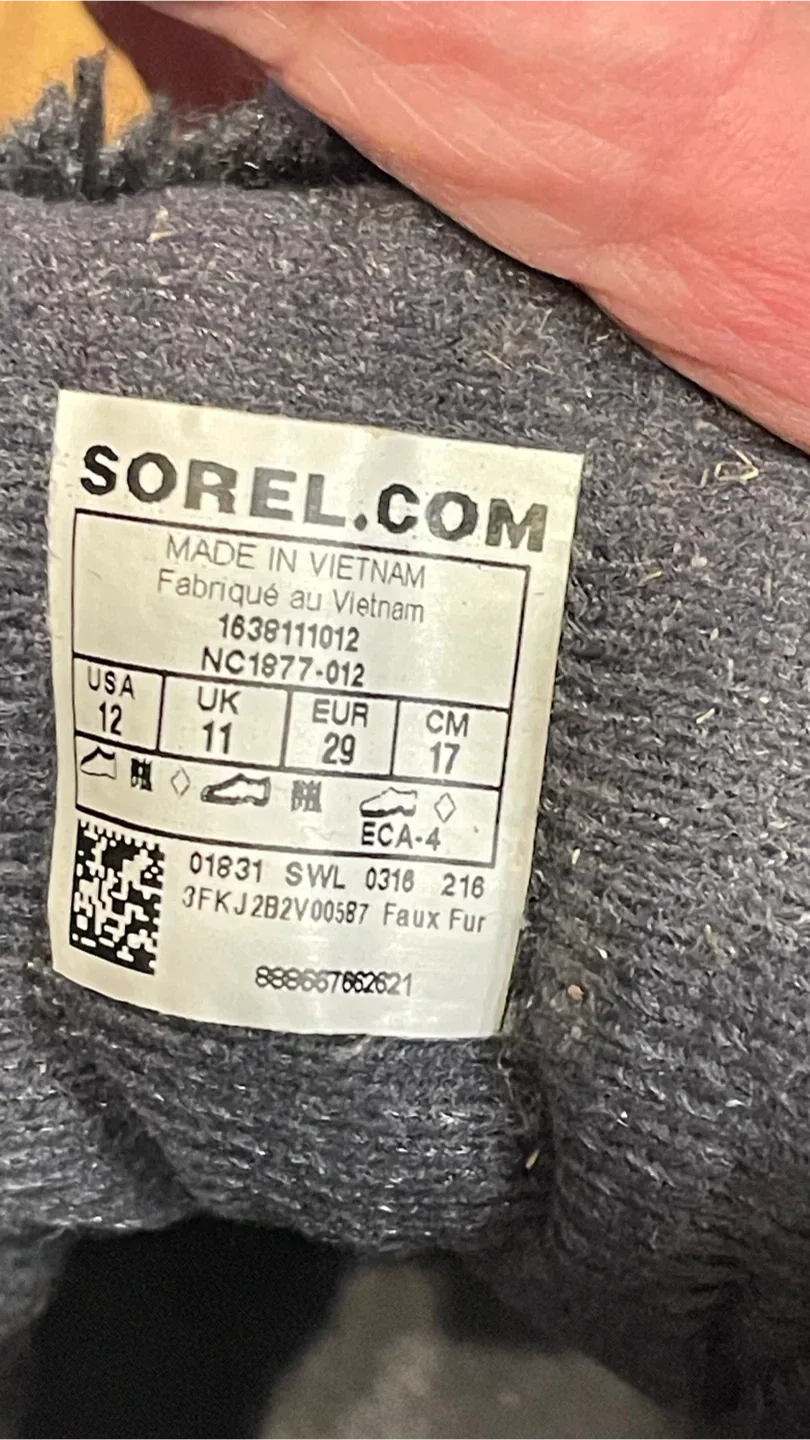 SOREL.COM
MADE IN VIETNAM
Fabriqué au Vietnam
1638111012
NC1877-012
USA UK EUR CM
12 11 29 17
ECA-4
01831 SWL 0316 216
3FKJ2B2V00587 Faux Fur
888667662621